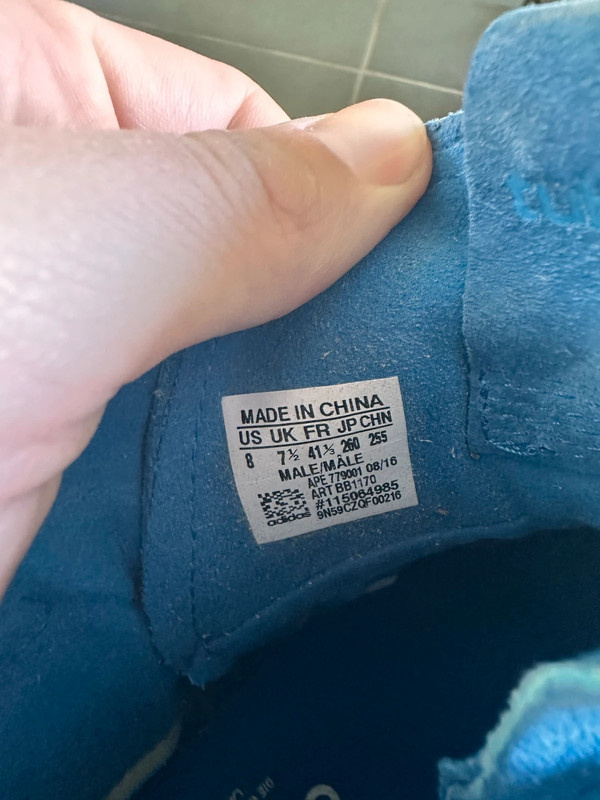 MADE IN CHINA
US UK FR JP CHN
8 7½ 41⅓ 260 255
MALE/MÂLE
APE 779001 08/16
ART BB1170
#115064985
adidas 9N59CZQF00216